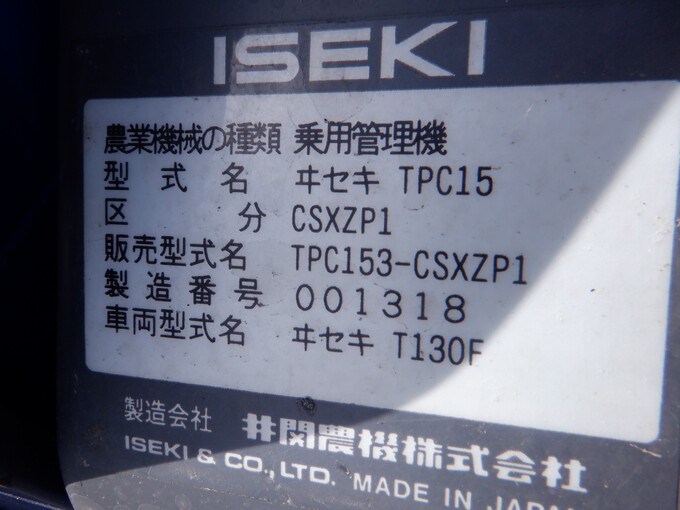 ISEKI
農業機械の種類 乗用管理機
型式名 ヰセキ TPC15
区分 CSXZP1
販売型式名 TPC153-CSXZP1
製造番号 001318
車両型式名 ヰセキ T130F
製造会社 井関農機株式会社
ISEKI & CO., LTD. MADE IN JAPAN